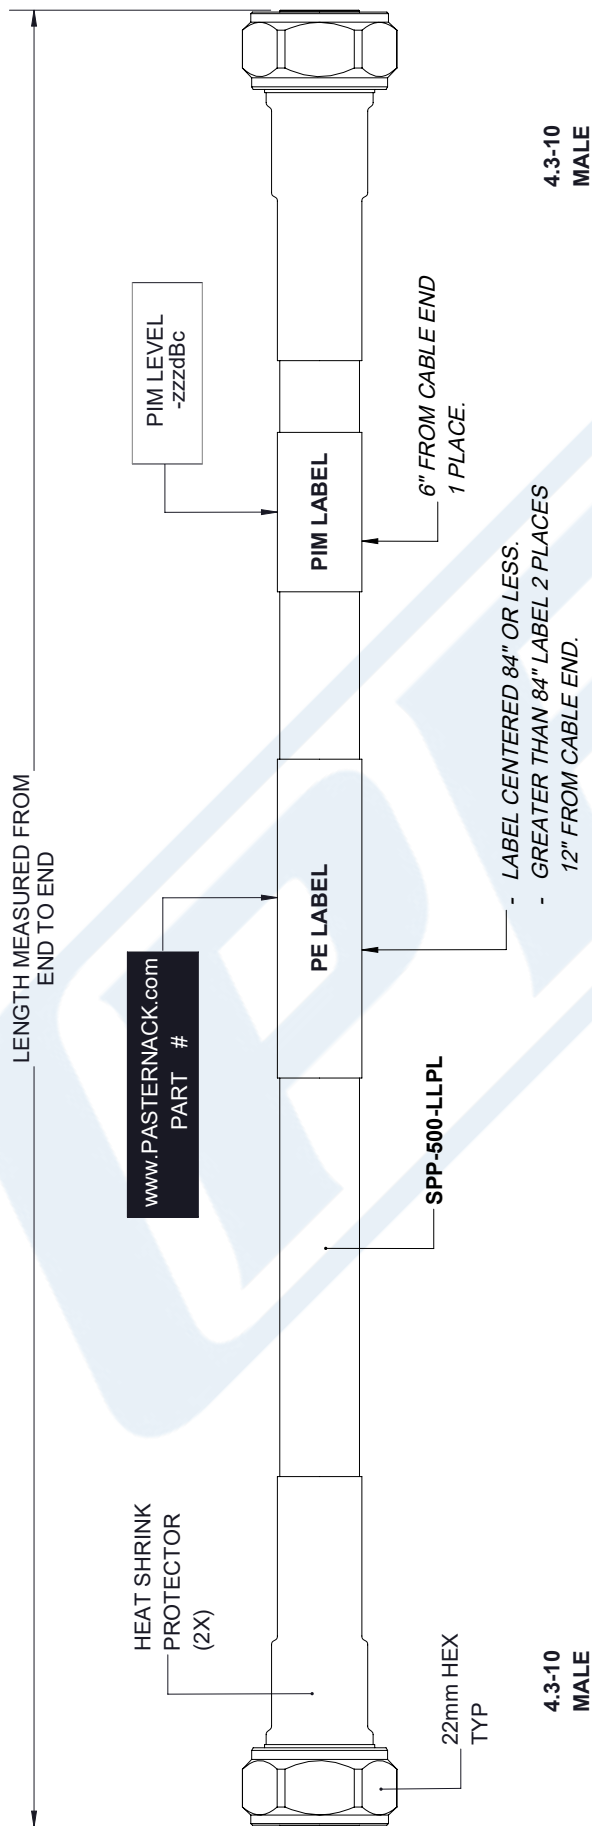 LENGTH MEASURED FROM
END TO END
HEAT SHRINK
PROTECTOR
(2X)
www.PASTERNACK.com
PART #
PIM LEVEL
-zzzdBc
PE LABEL
PIM LABEL
22mm HEX
TYP
SPP-500-LLPL
6" FROM CABLE END
1 PLACE.
- LABEL CENTERED 84" OR LESS.
- GREATER THAN 84" LABEL 2 PLACES
12" FROM CABLE END.
4.3-10
MALE
4.3-10
MALE